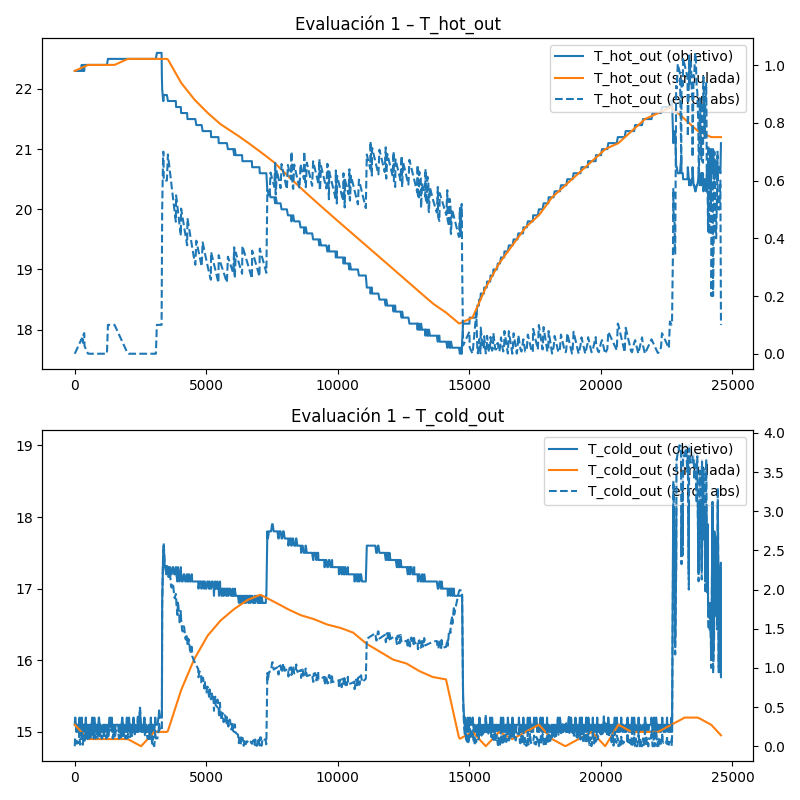 Evaluación 1 – T_hot_out
T_hot_out (objetivo)
T_hot_out (simulada)
T_hot_out (error abs)
22
21
20
19
18
1.0
0.8
0.6
0.4
0.2
0.0
0 5000 10000 15000 20000 25000
Evaluación 1 – T_cold_out
T_cold_out (objetivo)
T_cold_out (simulada)
T_cold_out (error abs)
19
18
17
16
15
4.0
3.5
3.0
2.5
2.0
1.5
1.0
0.5
0.0
0 5000 10000 15000 20000 25000